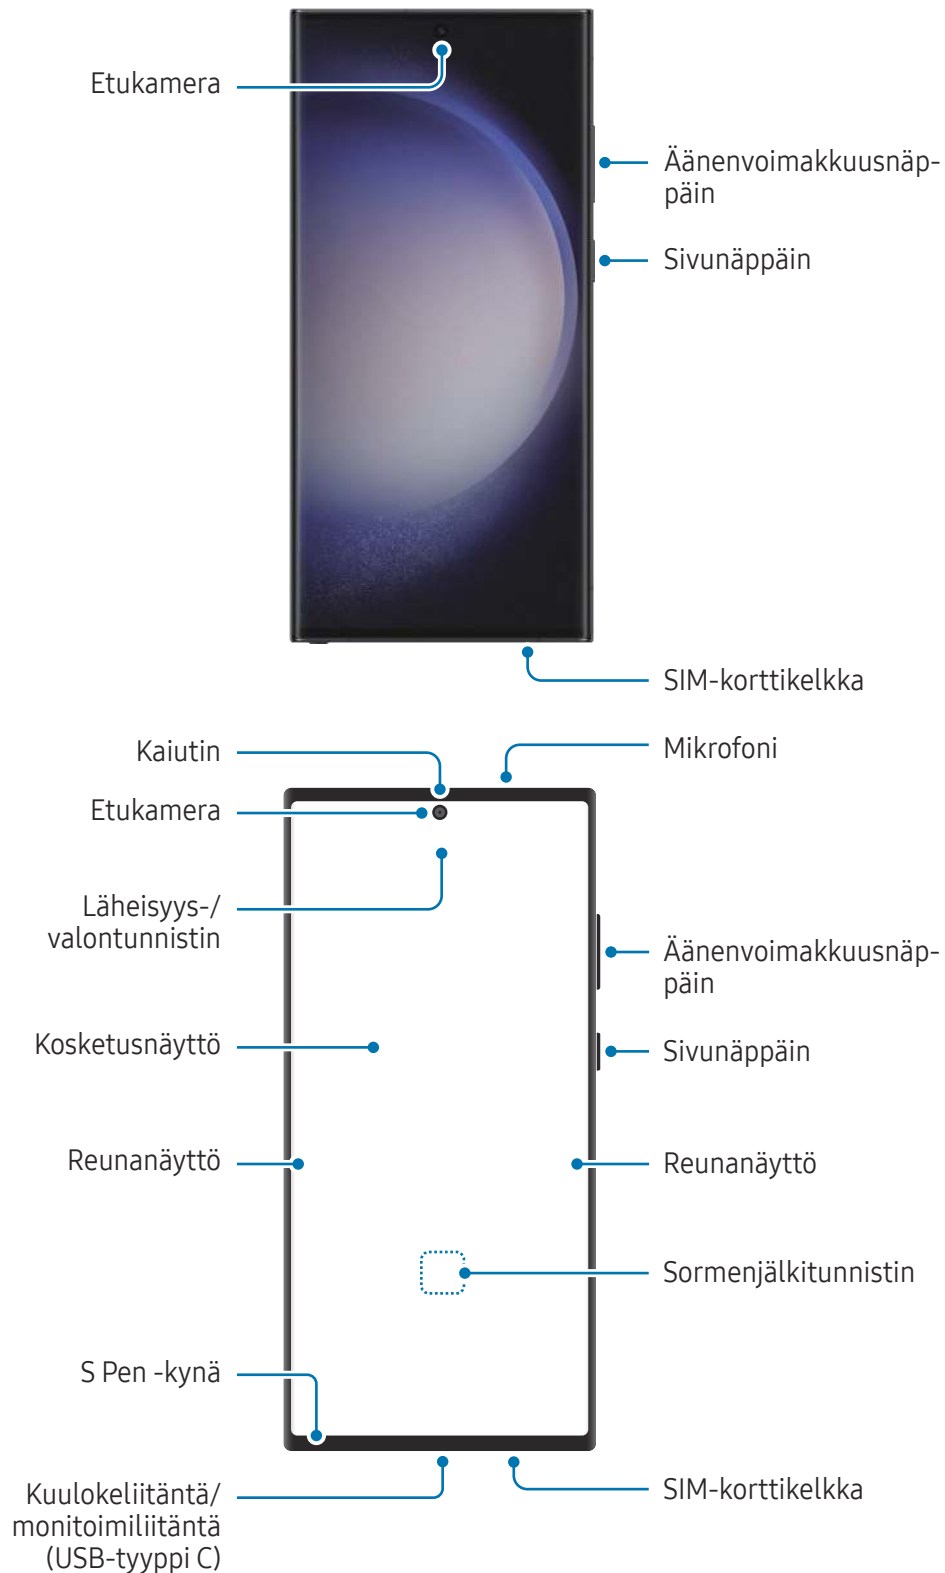 Etukamera
Äänenvoimakkuusnäp-
päin
Sivunäppäin
SIM-korttikelkka
Kaiutin
Mikrofoni
Etukamera
Läheisyys-/
valontunnistin
Äänenvoimakkuusnäp-
päin
Kosketusnäyttö
Sivunäppäin
Reunanäyttö
Reunanäyttö
Sormenjälkitunnistin
S Pen -kynä
Kuulokeliitäntä/
monitoimiliitäntä
(USB-tyyppi C)
SIM-korttikelkka